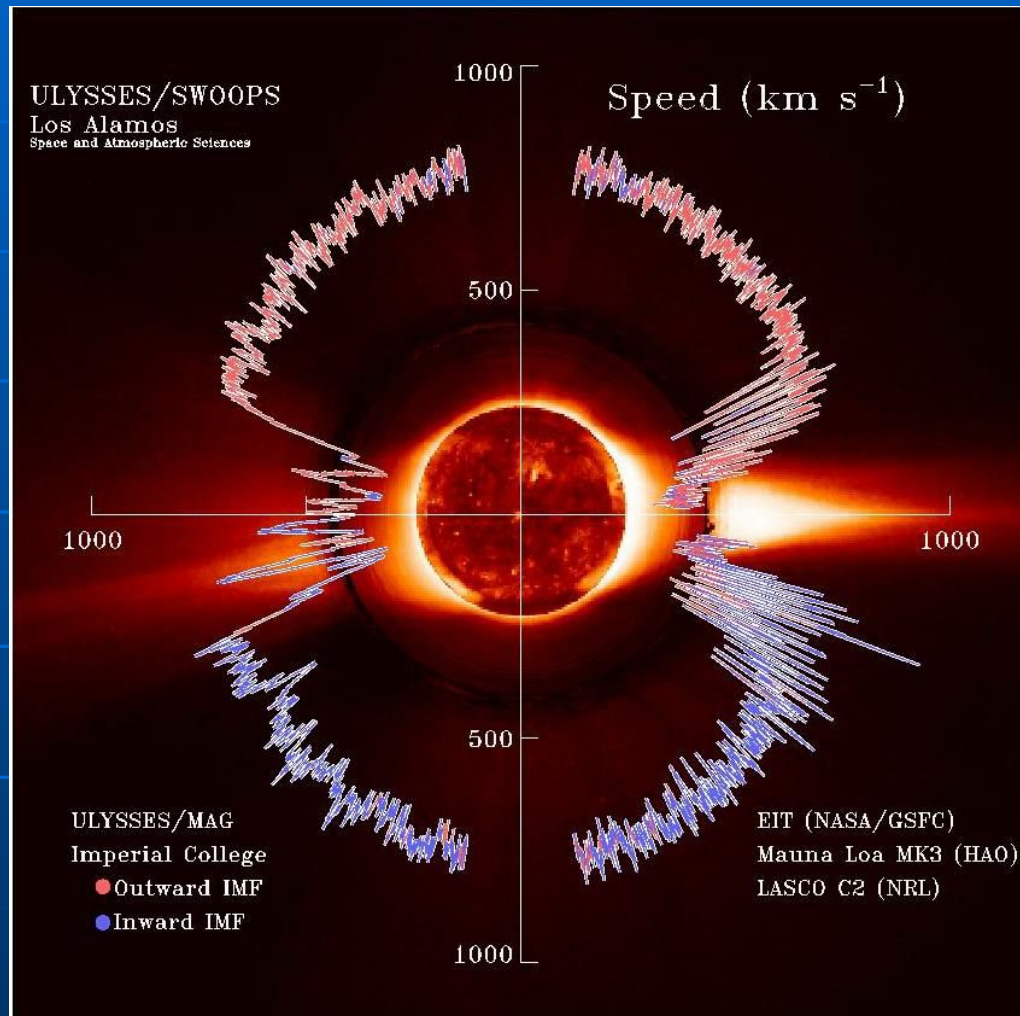 ULYSSES/SWOOPS
Los Alamos
Space and Atmospheric Sciences
Speed (km s⁻¹)
1000
500
1000
1000
500
1000
ULYSSES/MAG
Imperial College
Outward IMF
Inward IMF
EIT (NASA/GSFC)
Mauna Loa MK3 (HAO)
LASCO C2 (NRL)